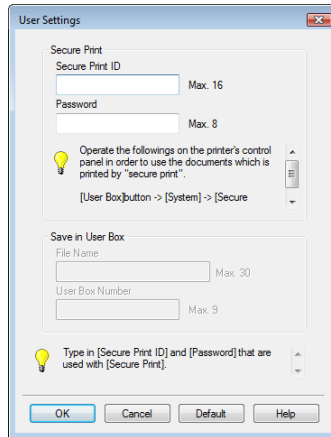 User Settings
Secure Print
Secure Print ID
Max. 16
Password
Max. 8
Operate the followings on the printer's control
panel in order to use the documents which is
printed by "secure print".
[User Box]button -> [System] -> [Secure
Save in User Box
File Name
Max. 30
User Box Number
Max. 9
Type in [Secure Print ID] and [Password] that are
used with [Secure Print].
OK
Cancel
Default
Help